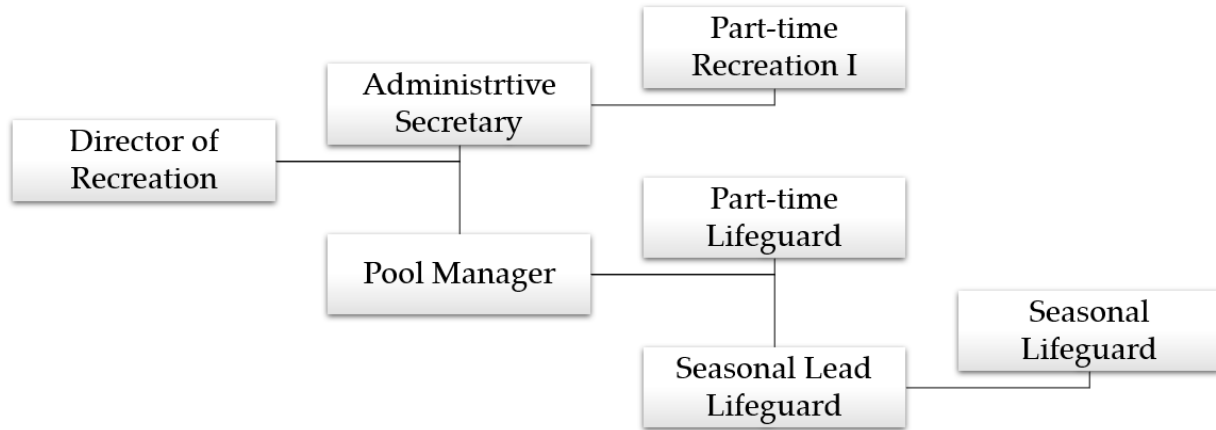 Part-time
Recreation I
Administrtive
Secretary
Director of
Recreation
Part-time
Lifeguard
Pool Manager
Seasonal
Lifeguard
Seasonal Lead
Lifeguard